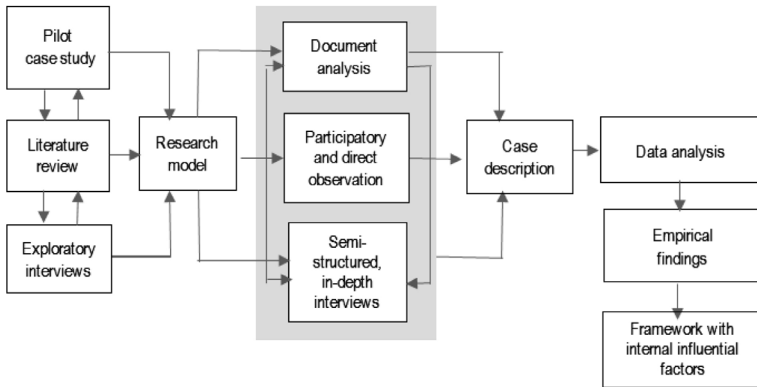 Pilot
case study
Literature
review
Exploratory
interviews
Research
model
Document
analysis
Participatory
and direct
observation
Semi-
structured,
in-depth
interviews
Case
description
Data analysis
Empirical
findings
Framework with
internal influential
factors